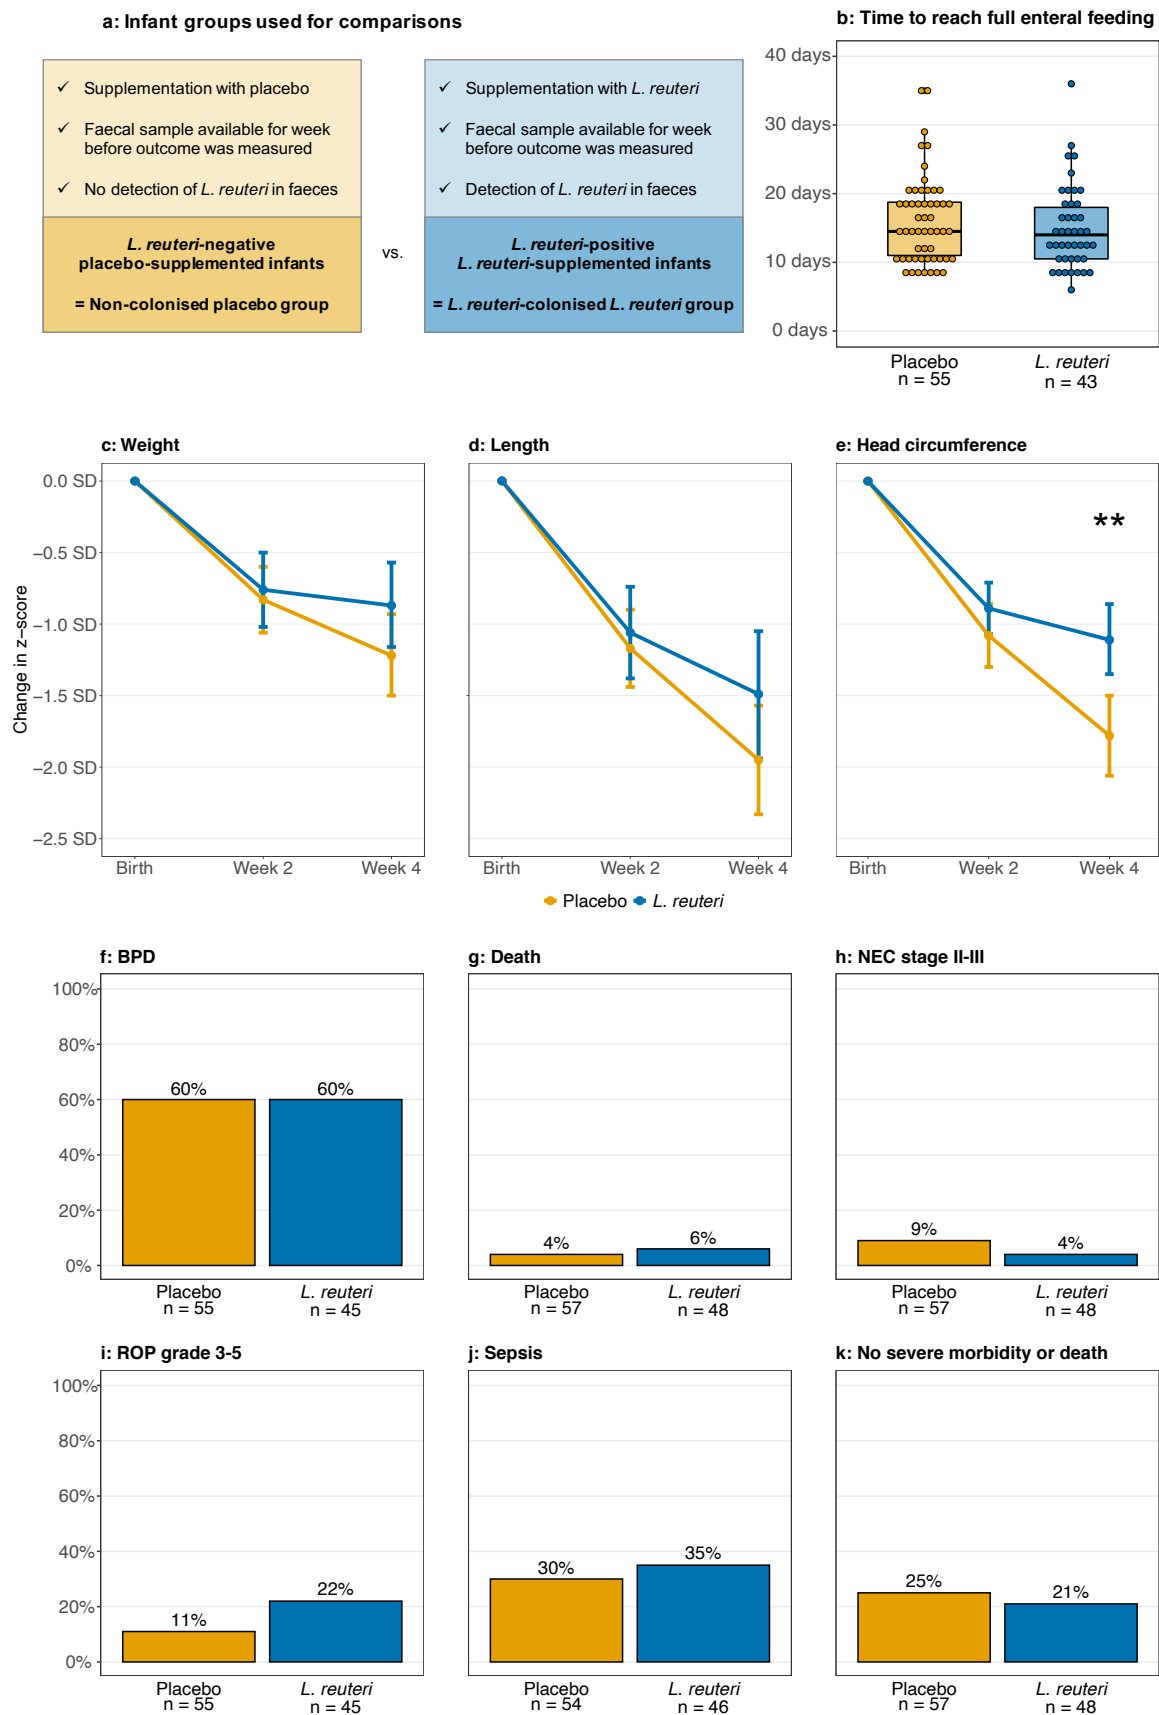 a: Infant groups used for comparisons
✓ Supplementation with placebo
✓ Faecal sample available for week
before outcome was measured
✓ No detection of L. reuteri in faeces
L. reuteri-negative
placebo-supplemented infants
= Non-colonised placebo group
vs.
✓ Supplementation with L. reuteri
✓ Faecal sample available for week
before outcome was measured
✓ Detection of L. reuteri in faeces
L. reuteri-positive
L. reuteri-supplemented infants
= L. reuteri-colonised L. reuteri group
b: Time to reach full enteral feeding
40 days
30 days
20 days
10 days
0 days
Placebo
n = 55
L. reuteri
n = 43
c: Weight
Change in z−score
0.0 SD
−0.5 SD
−1.0 SD
−1.5 SD
−2.0 SD
−2.5 SD
Birth Week 2 Week 4
d: Length
Birth Week 2 Week 4
e: Head circumference
**
Birth Week 2 Week 4
Placebo L. reuteri
f: BPD
100%
80%
60%
40%
20%
0%
60% 60%
Placebo
n = 55
L. reuteri
n = 45
g: Death
4% 6%
Placebo
n = 57
L. reuteri
n = 48
h: NEC stage II-III
9% 4%
Placebo
n = 57
L. reuteri
n = 48
i: ROP grade 3-5
100%
80%
60%
40%
20%
0%
11% 22%
Placebo
n = 55
L. reuteri
n = 45
j: Sepsis
30% 35%
Placebo
n = 54
L. reuteri
n = 46
k: No severe morbidity or death
25% 21%
Placebo
n = 57
L. reuteri
n = 48